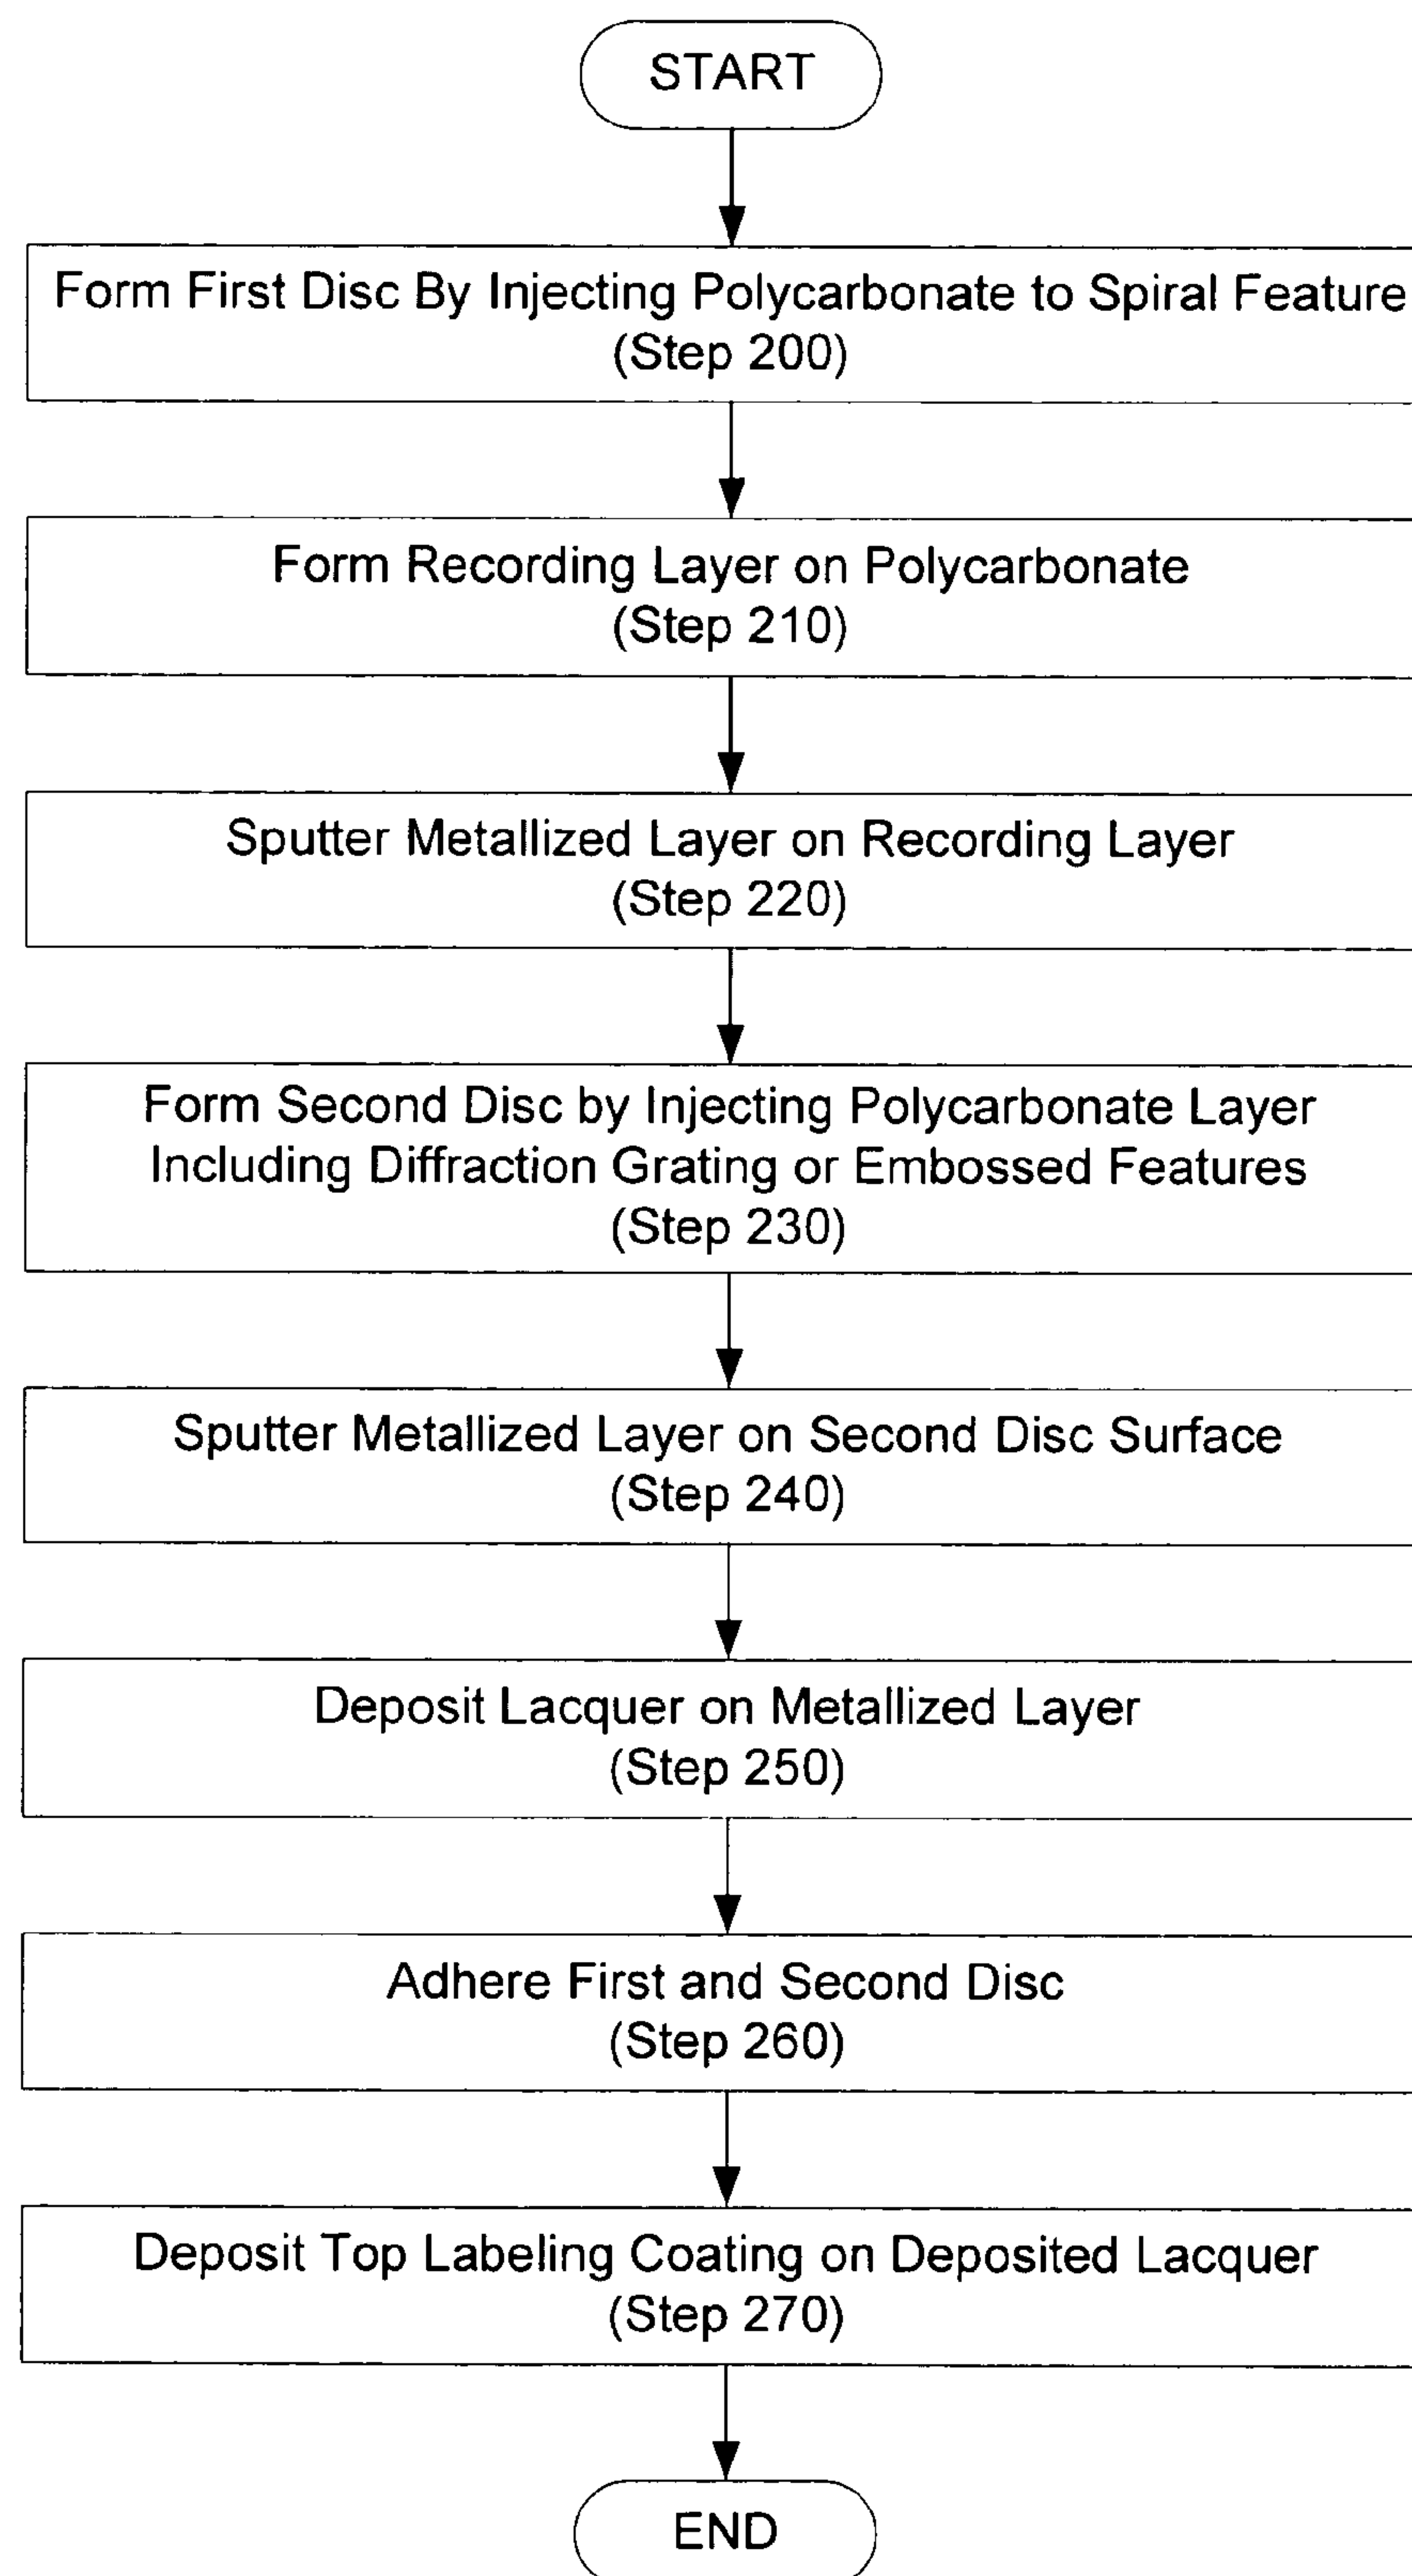 START
Form First Disc By Injecting Polycarbonate to Spiral Feature
(Step 200)
Form Recording Layer on Polycarbonate
(Step 210)
Sputter Metallized Layer on Recording Layer
(Step 220)
Form Second Disc by Injecting Polycarbonate Layer
Including Diffraction Grating or Embossed Features
(Step 230)
Sputter Metallized Layer on Second Disc Surface
(Step 240)
Deposit Lacquer on Metallized Layer
(Step 250)
Adhere First and Second Disc
(Step 260)
Deposit Top Labeling Coating on Deposited Lacquer
(Step 270)
END